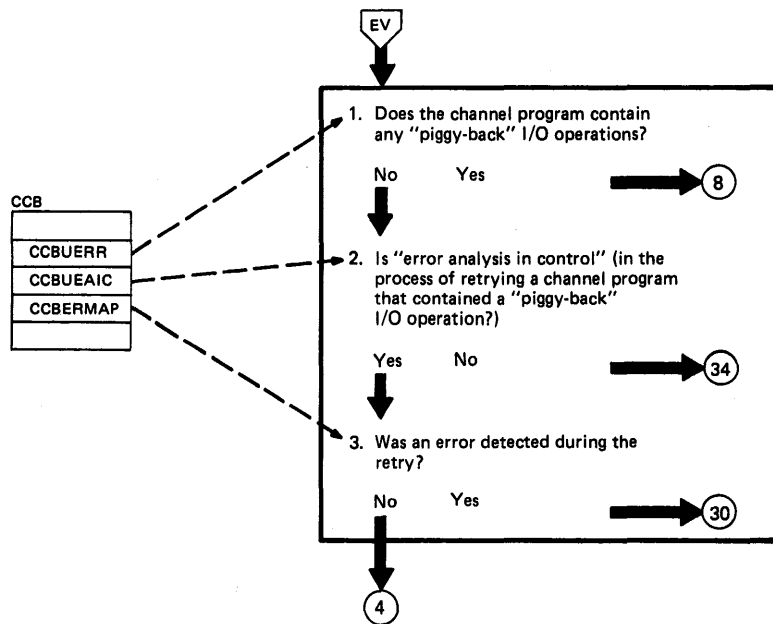 EV
1. Does the channel program contain
any "piggy-back" I/O operations?
No Yes
8
CCB
CCBUERR
CCBUEAIC
CCBERMAP
2. Is "error analysis in control" (in the
process of retrying a channel program
that contained a "piggy-back"
I/O operation?)
Yes No
34
3. Was an error detected during the
retry?
No Yes
30
4